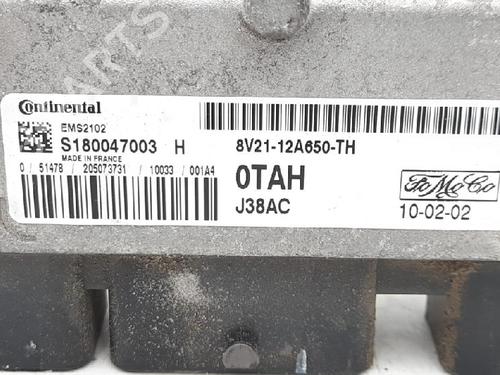 Continental
EMS2102
S180047003 H
MADE IN FRANCE
0 / 51478 / 205073731 / 10033 / 001A4
8V21-12A650-TH
0TAH
J38AC
FoMoCo
10-02-02
PARTS